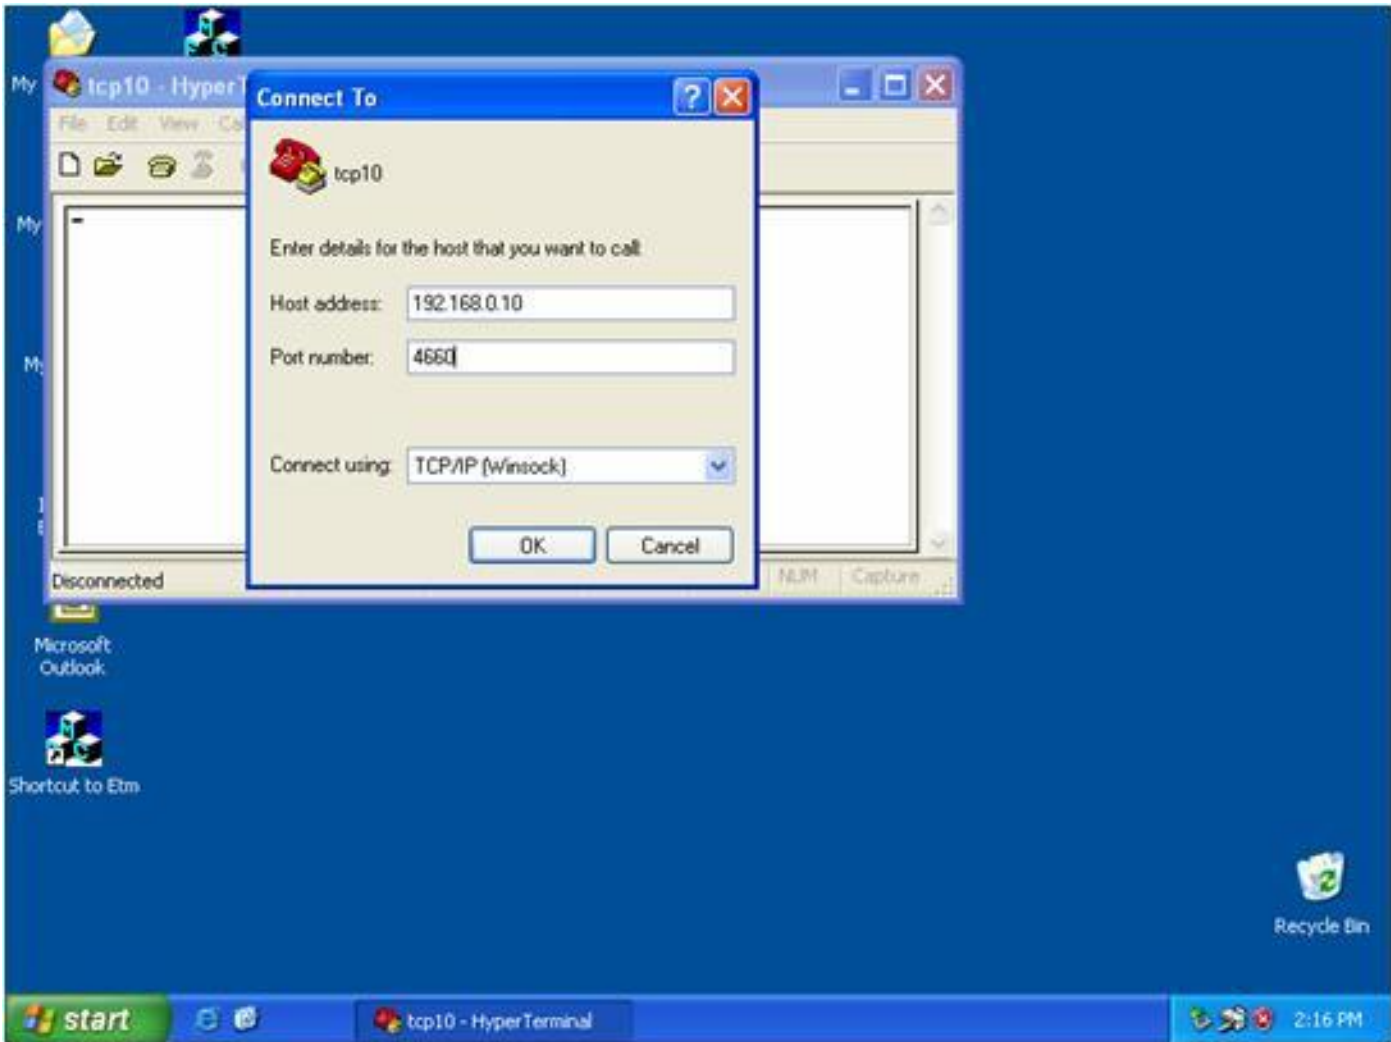 My
tcp10 - HyperT
Connect To
File Edit View Ca
tcp10
My
Enter details for the host that you want to call:
Host address: 192.168.0.10
Port number: 4660
My
Connect using: TCP/IP (Winsock)
OK Cancel
Disconnected
NUM Capture
Microsoft
Outlook
Shortcut to Etm
Recycle Bin
start
tcp10 - HyperTerminal
2:16 PM